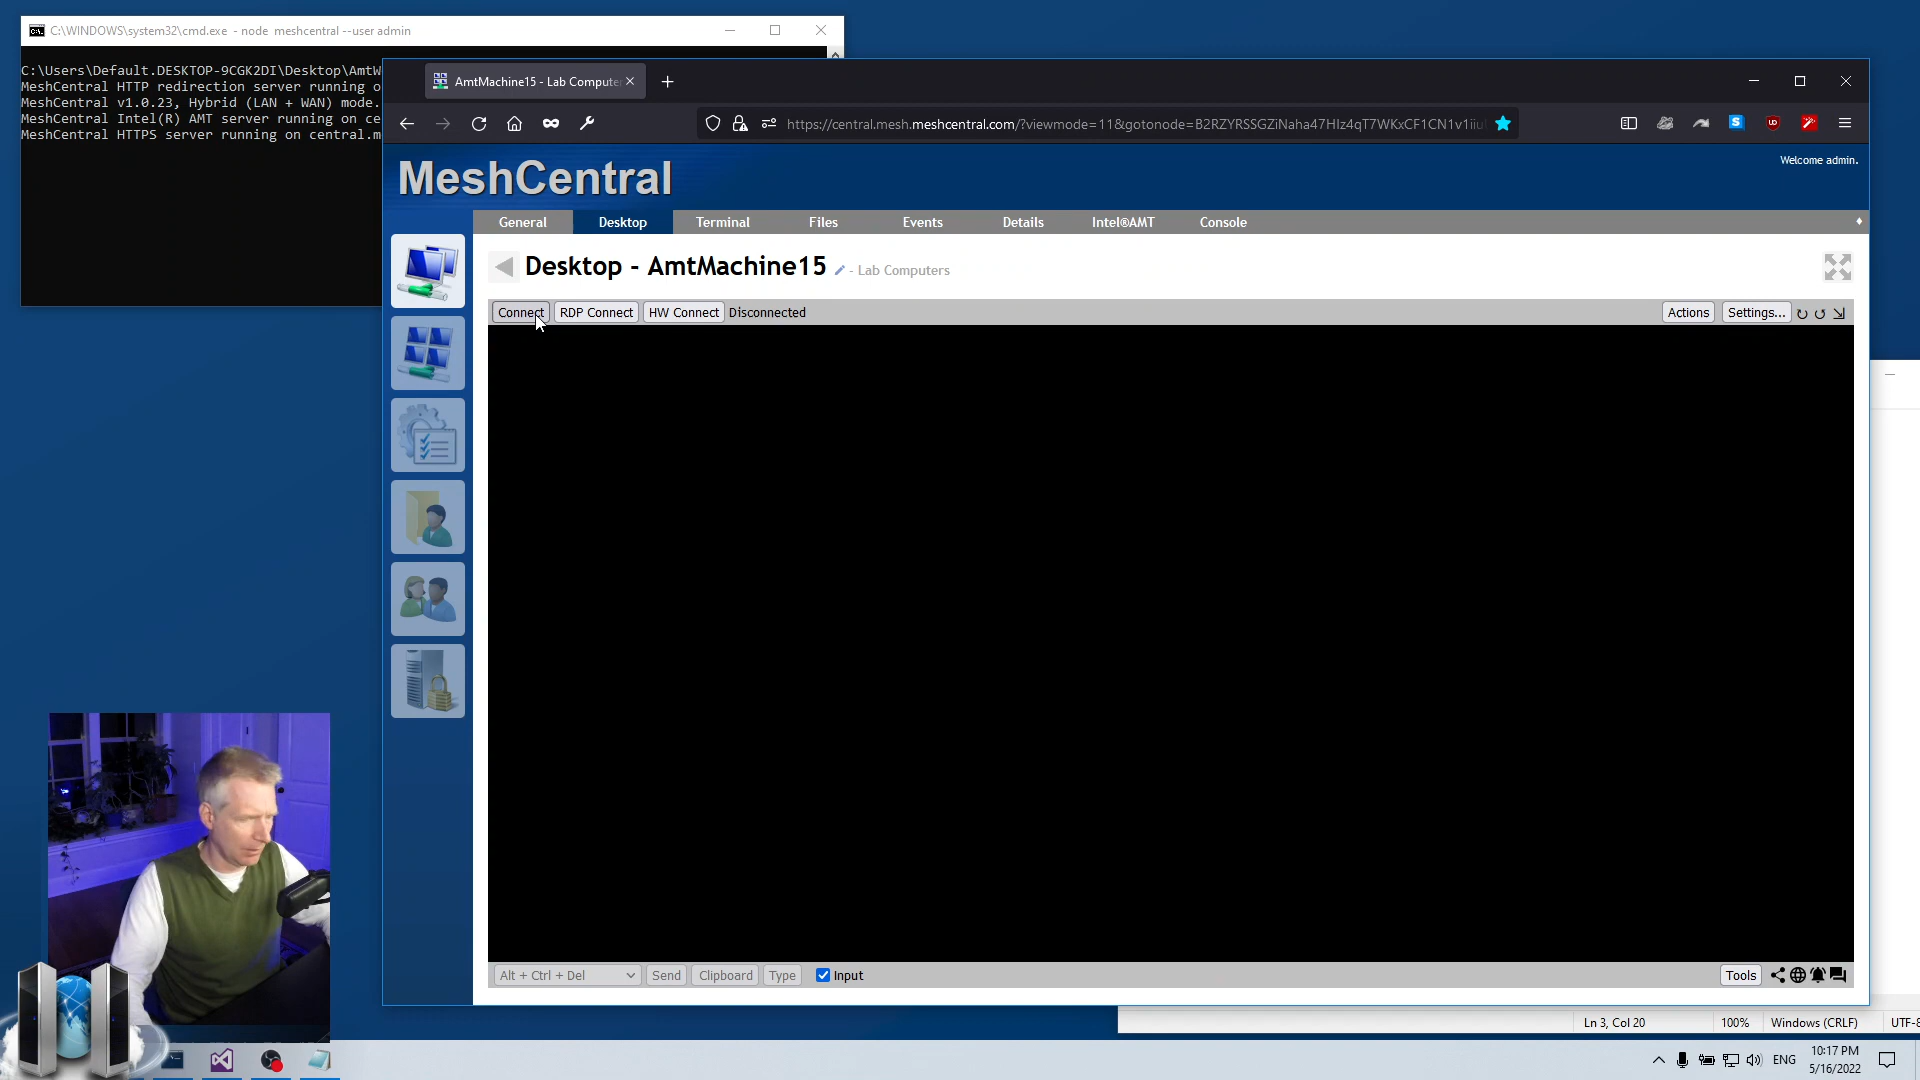 C:\WINDOWS\system32\cmd.exe - node meshcentral --user admin
C:\Users\Default.DESKTOP-9CGK2DI\Desktop\AmtW
MeshCentral HTTP redirection server running o
MeshCentral v1.0.23, Hybrid (LAN + WAN) mode.
MeshCentral Intel(R) AMT server running on ce
MeshCentral HTTPS server running on central.m
AmtMachine15 - Lab Compute
https://central.mesh.meshcentral.com/?viewmode=11&gotonode=B2RZYRSSGZiNaha47HIz4qT7WKxCF1CN1v1iiu
MeshCentral
Welcome admin.
General Desktop Terminal Files Events Details Intel®AMT Console
Desktop - AmtMachine15 - Lab Computers
Connect RDP Connect HW Connect Disconnected Actions Settings...
Alt + Ctrl + Del Send Clipboard Type Input Tools
Ln 3, Col 20 100% Windows (CRLF) UTF-8
ENG 10:17 PM
5/16/2022